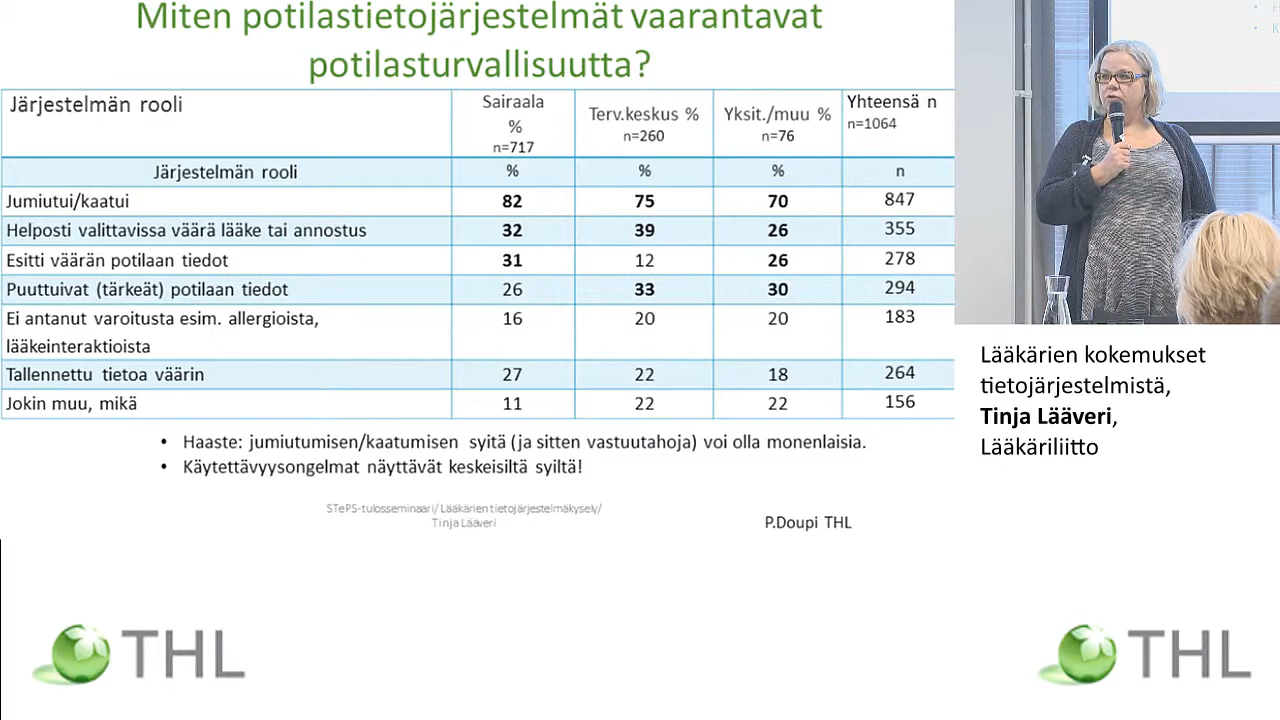 Miten potilastietojärjestelmät vaarantavat
potilasturvallisuutta?
Järjestelmän rooli
Sairaala
%
n=717
Terv.keskus %
n=260
Yksit./muu %
n=76
Yhteensä n
n=1064
Järjestelmän rooli % % % n
Jumiutui/kaatui 82 75 70 847
Helposti valittavissa väärä lääke tai annostus 32 39 26 355
Esitti väärän potilaan tiedot 31 12 26 278
Puuttuivat (tärkeät) potilaan tiedot 26 33 30 294
Ei antanut varoitusta esim. allergioista, 16 20 20 183
lääkeinteraktioista
Tallennettu tietoa väärin 27 22 18 264
Jokin muu, mikä 11 22 22 156
• Haaste: jumiutumisen/kaatumisen syitä (ja sitten vastuutahoja) voi olla monenlaisia.
• Käytettävyysongelmat näyttävät keskeisiltä syiltä!
STePS-tulosseminaari/ Lääkärien tietojärjestelmäkysely/
Tinja Lääveri
P.Doupi THL
Lääkärien kokemukset
tietojärjestelmistä,
Tinja Lääveri,
Lääkäriliitto
THL
THL